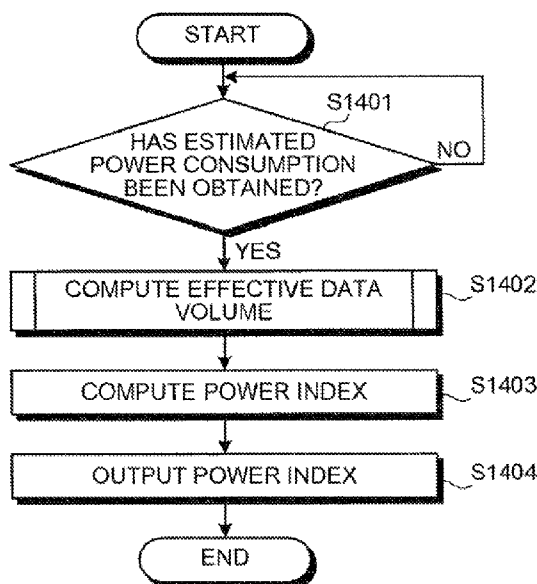 START
S1401
HAS ESTIMATED
POWER CONSUMPTION
BEEN OBTAINED?
NO
YES
COMPUTE EFFECTIVE DATA
VOLUME
S1402
COMPUTE POWER INDEX
S1403
OUTPUT POWER INDEX
S1404
END